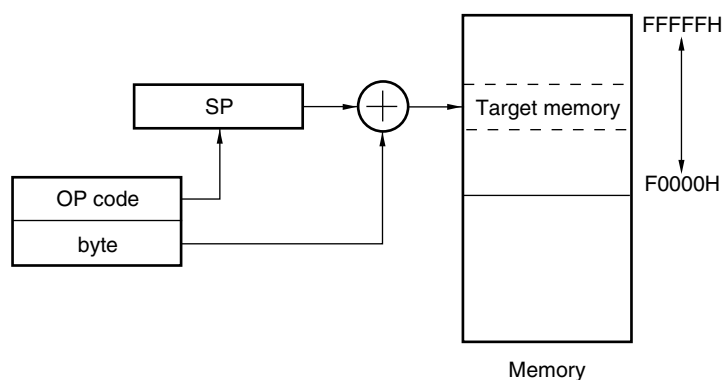 FFFFFH
SP
Target memory
OP code
F0000H
byte
Memory